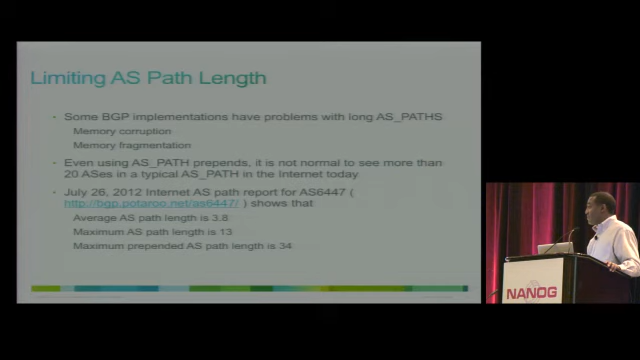 Limiting AS Path Length
· Some BGP implementations have problems with long AS_PATHS
Memory corruption
Memory fragmentation
· Even using AS_PATH prepends, it is not normal to see more than
20 ASes in a typical AS_PATH in the Internet today
· July 26, 2012 Internet AS path report for AS6447 (
http://bgp.potaroo.net/as6447/ ) shows that
Average AS path length is 3.8
Maximum AS path length is 13
Maximum prepended AS path length is 34
NANOG